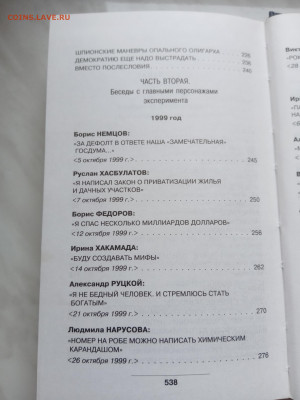 COINS.LAVE.RU
ШПИОНСКИЕ МАНЕВРЫ ОПАЛЬНОГО ОЛИГАРХА 226
ДЕМОКРАТИЮ ЕЩЕ НАДО ВЫСТРАДАТЬ 236
ВМЕСТО ПОСЛЕСЛОВИЯ 240
ЧАСТЬ ВТОРАЯ.
Беседы с главными персонажами
эксперимента
1999 год
Борис НЕМЦОВ:
«ЗА ДЕФОЛТ В ОТВЕТЕ НАША "ЗАМЕЧАТЕЛЬНАЯ"
ГОСДУМА...»
<5 октября 1999 г.> 245
Руслан ХАСБУЛАТОВ:
«Я НАПИСАЛ ЗАКОН О ПРИВАТИЗАЦИИ ЖИЛЬЯ
И ДАЧНЫХ УЧАСТКОВ»
<7 октября 1999 г.> 250
Борис ФЕДОРОВ:
«Я СПАС НЕСКОЛЬКО МИЛЛИАРДОВ ДОЛЛАРОВ»
<12 октября 1999 г.> 256
Ирина ХАКАМАДА:
«БУДУ СОЗДАВАТЬ МИФЫ»
<14 октября 1999 г.> 262
Александр РУЦКОЙ:
«Я НЕ БЕДНЫЙ ЧЕЛОВЕК. И СТРЕМЛЮСЬ СТАТЬ
БОГАТЫМ»
<21 октября 1999 г.> 270
Людмила НАРУСОВА:
«НОМЕР НА РОБЕ МОЖНО НАПИСАТЬ ХИМИЧЕСКИМ
КАРАНДАШОМ»
<26 октября 1999 г.> 276
538